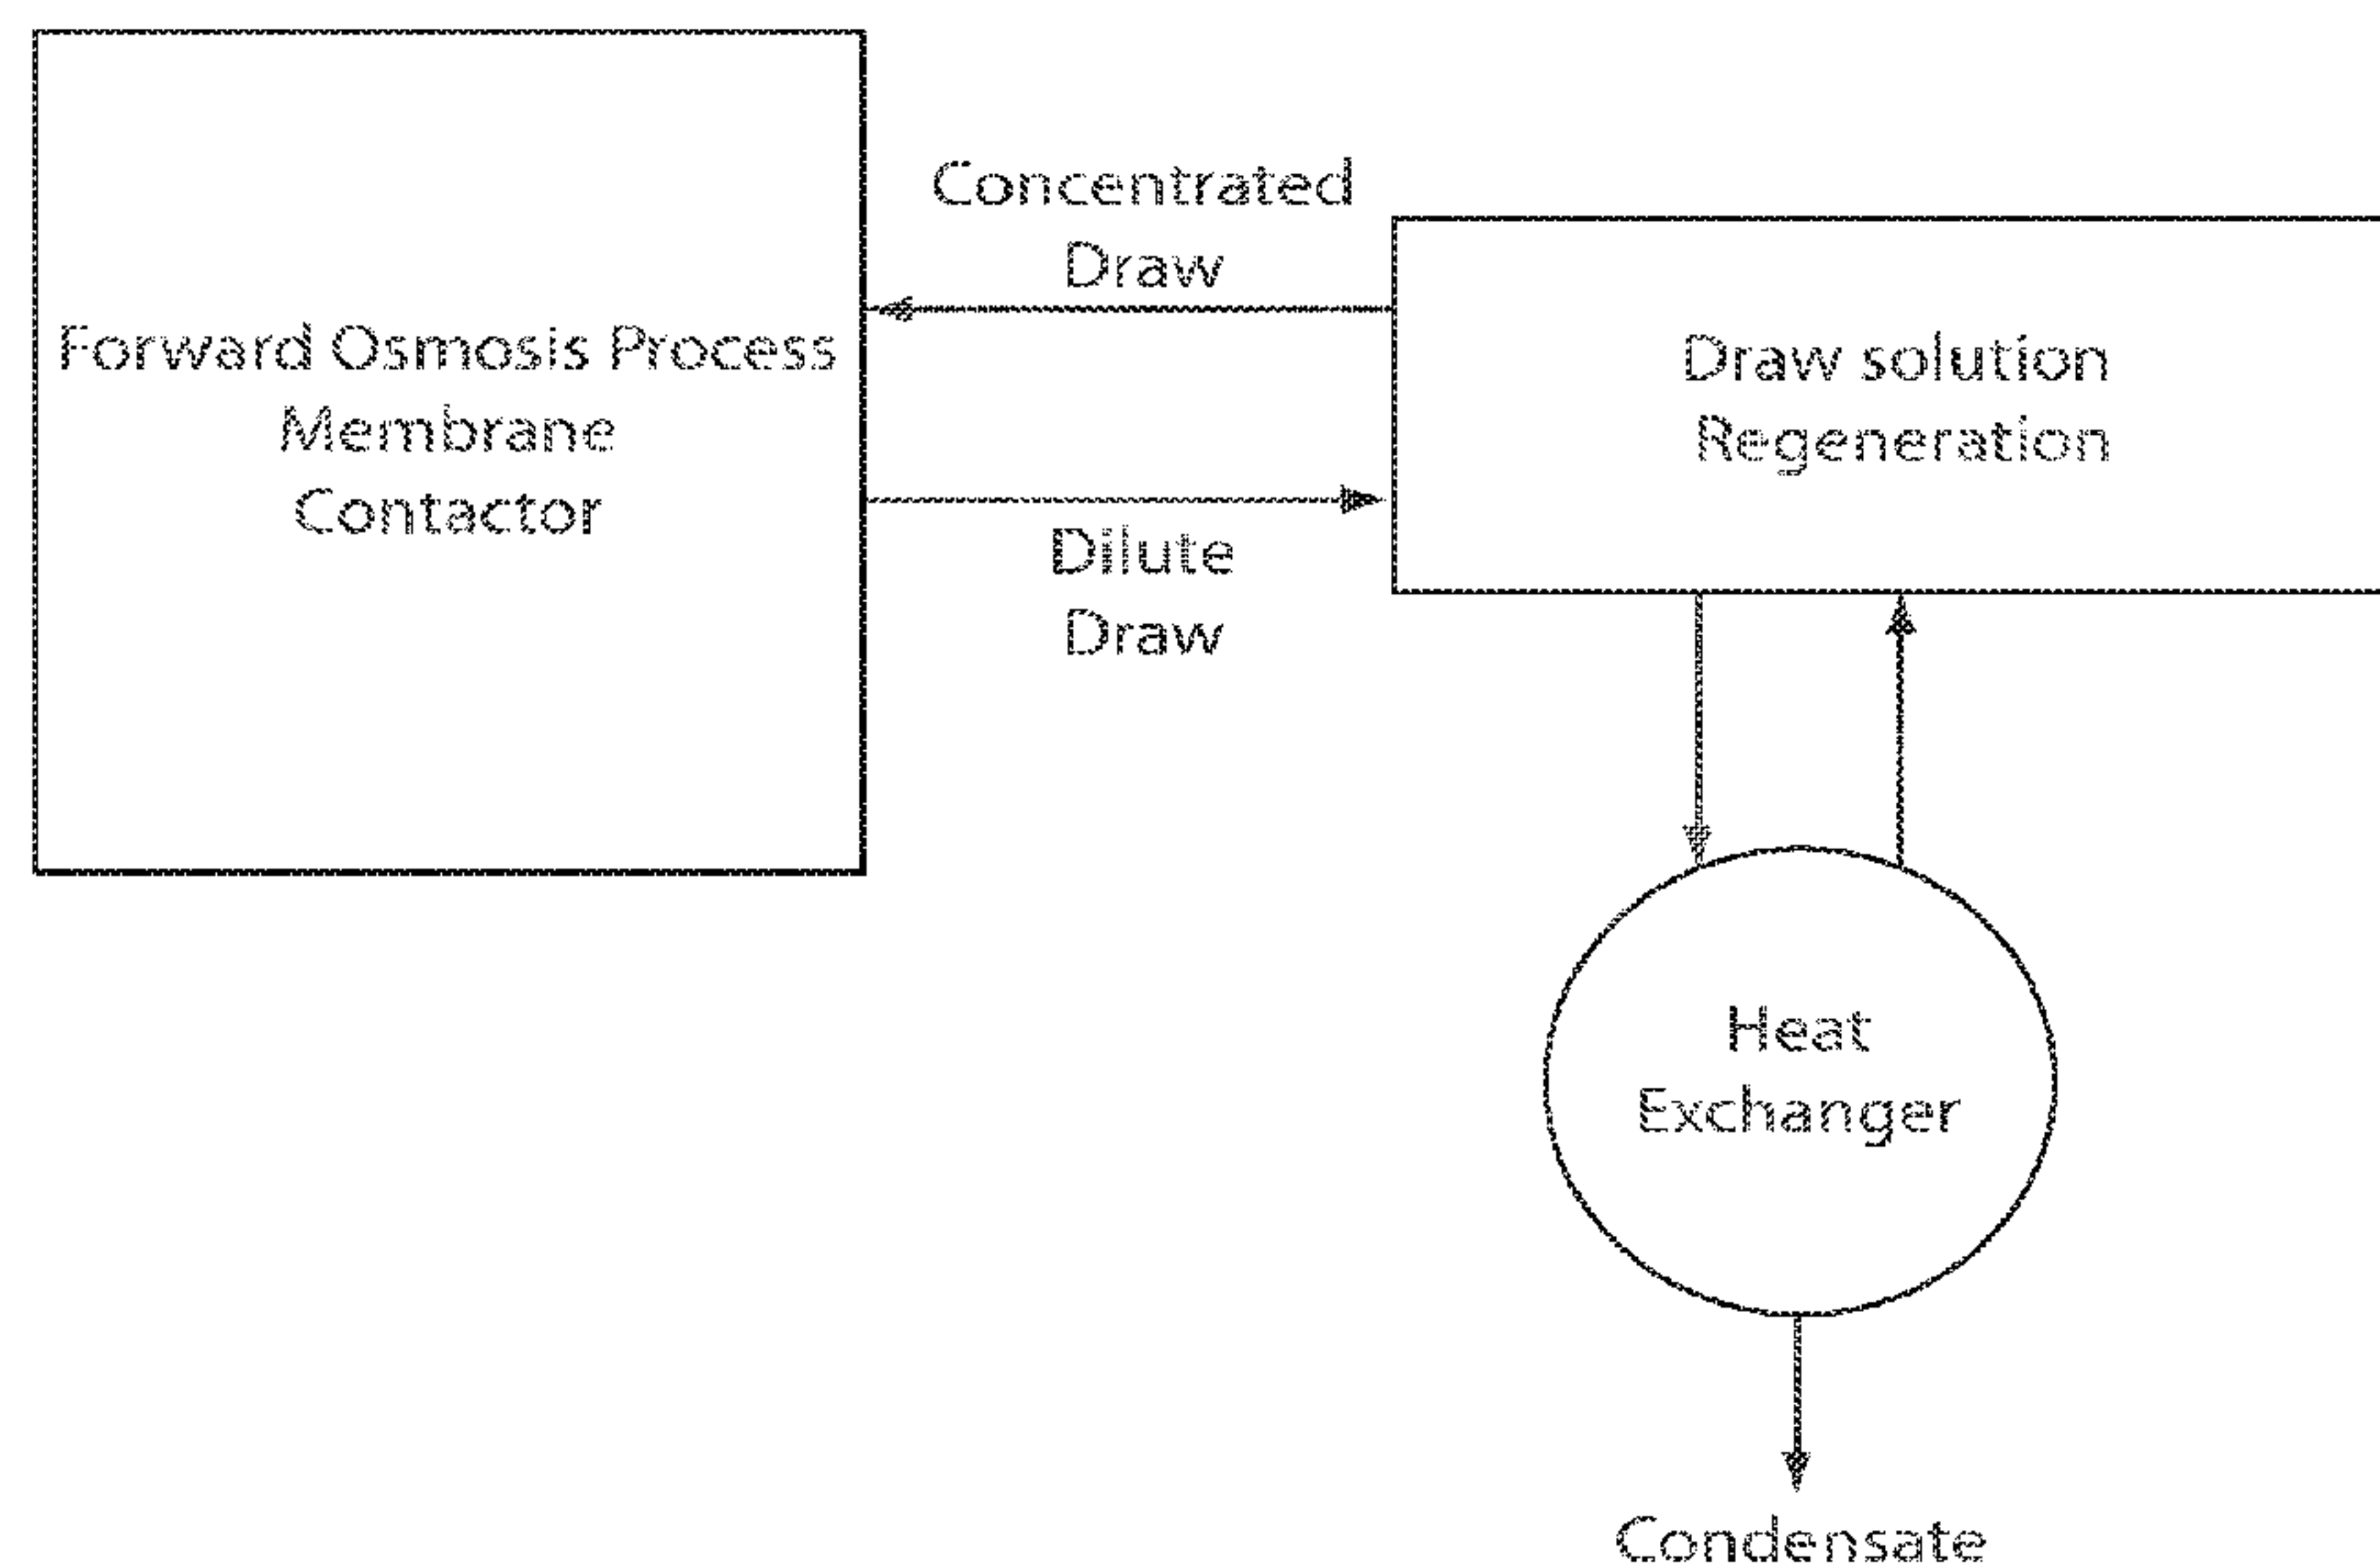 Concentrated
Draw
Forward Osmosis Process
Membrane
Contactor
Draw solution
Regeneration
Dilute
Draw
Heat
Exchanger
Condensate